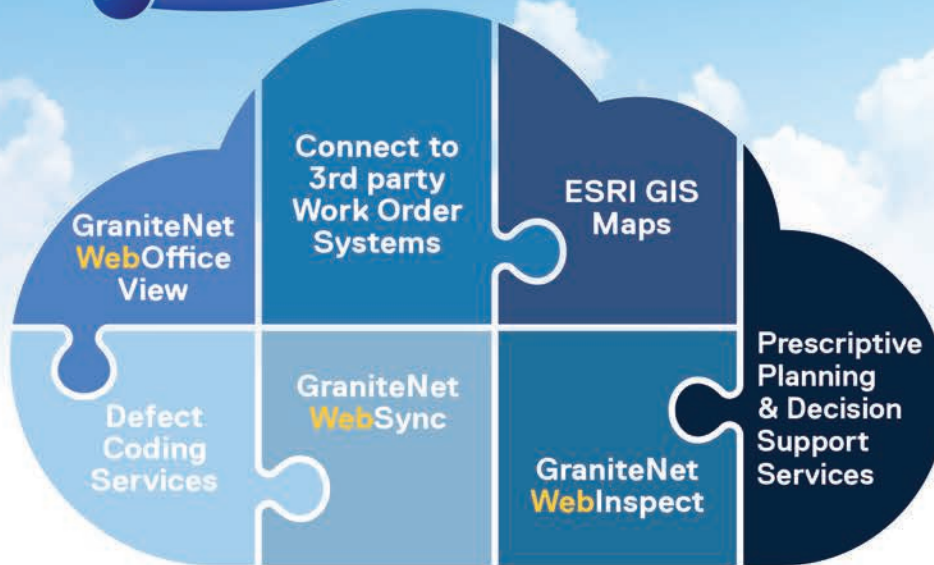 GraniteNet
WebOffice
View
Connect to
3rd party
Work Order
Systems
ESRI GIS
Maps
Defect
Coding
Services
GraniteNet
WebSync
GraniteNet
WebInspect
Prescriptive
Planning
& Decision
Support
Services